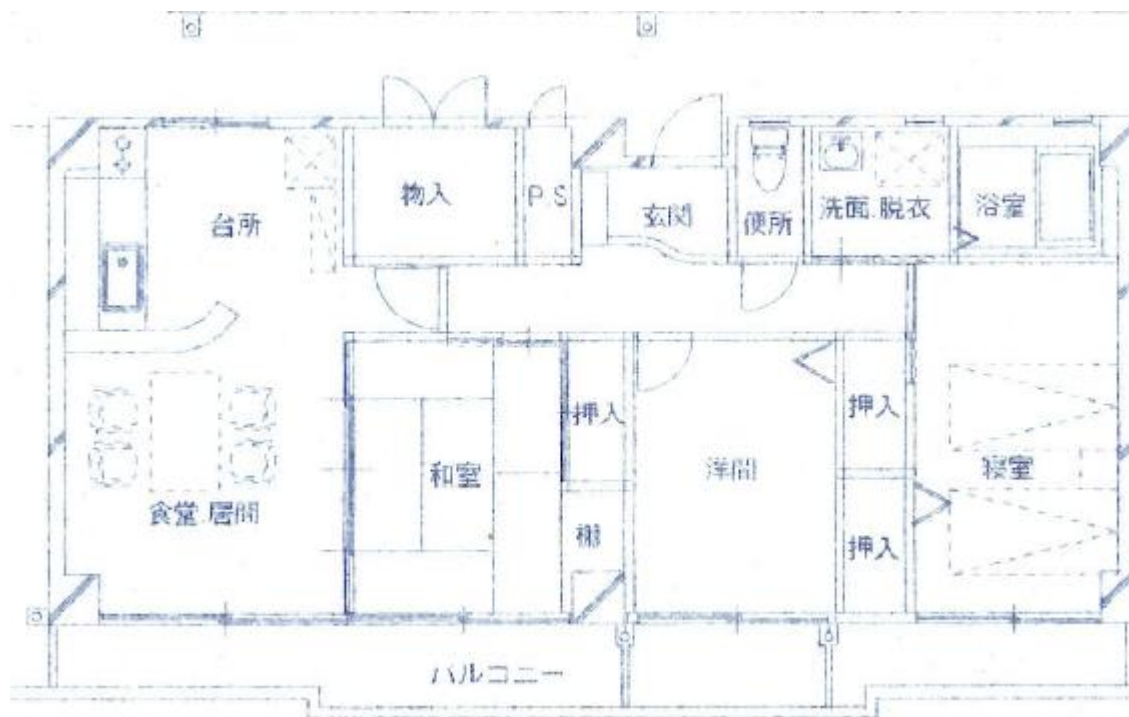 物入
P.S
玄関
便所
洗面.脱衣
浴室
台所
押入
押入
和室
洋間
寝室
食堂.居間
棚
押入
バルコニー